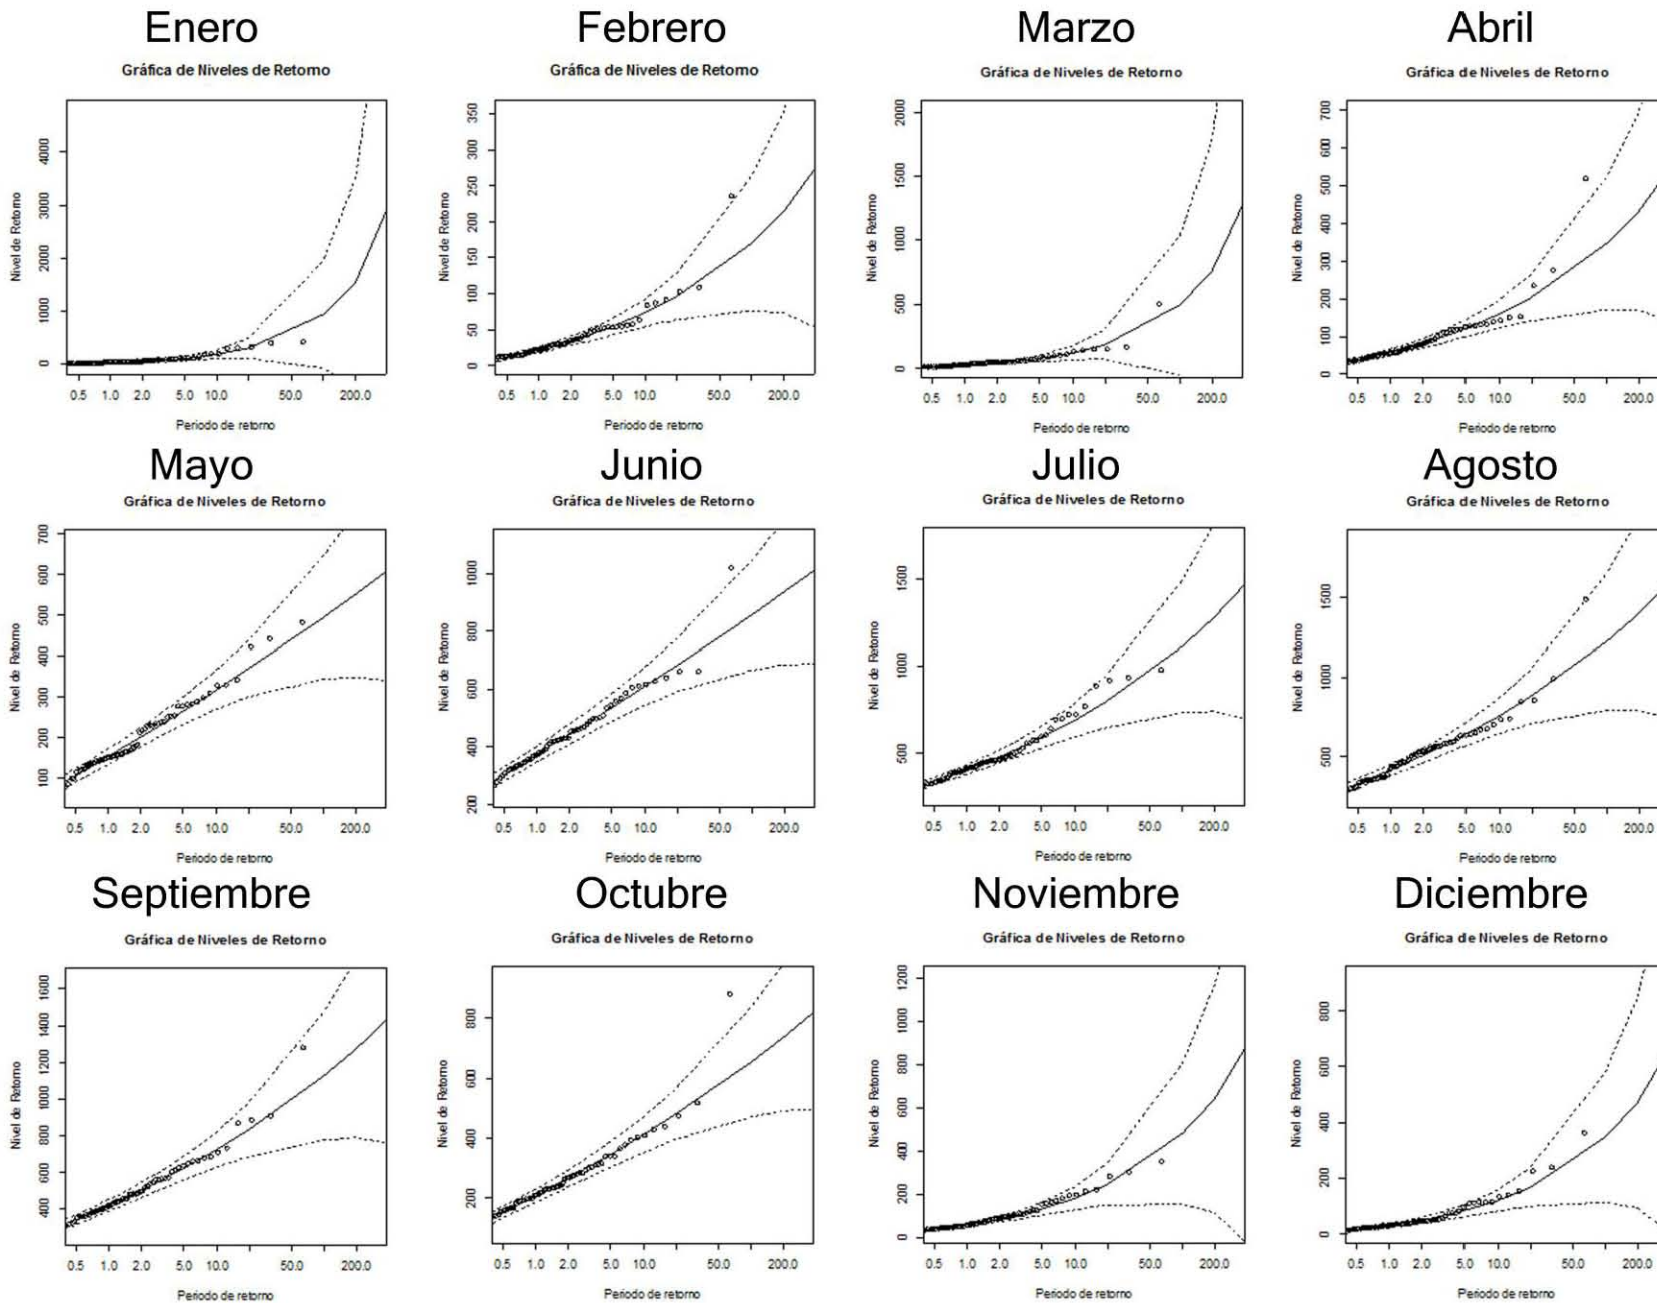 Enero Febrero Marzo Abril
Gráfica de Niveles de Retorno Gráfica de Niveles de Retorno Gráfica de Niveles de Retorno Gráfica de Niveles de Retorno
Nivel de Retorno
0 1000 2000 3000 4000
0.5 1.0 2.0 5.0 10.0 50.0 200.0
Periodo de retorno
Nivel de Retorno
0 50 100 150 200 250 300 350
0.5 1.0 2.0 5.0 10.0 50.0 200.0
Periodo de retorno
Nivel de Retorno
0 500 1000 1500 2000
0.5 1.0 2.0 5.0 10.0 50.0 200.0
Periodo de retorno
Nivel de Retorno
0 100 200 300 400 500 600 700
0.5 1.0 2.0 5.0 10.0 50.0 200.0
Periodo de retorno
Mayo Junio Julio Agosto
Gráfica de Niveles de Retorno Gráfica de Niveles de Retorno Gráfica de Niveles de Retorno Gráfica de Niveles de Retorno
Nivel de Retorno
100 200 300 400 500 600 700
0.5 1.0 2.0 5.0 10.0 50.0 200.0
Periodo de retorno
Nivel de Retorno
200 400 600 800 1000
0.5 1.0 2.0 5.0 10.0 50.0 200.0
Periodo de retorno
Nivel de Retorno
500 1000 1500
0.5 1.0 2.0 5.0 10.0 50.0 200.0
Periodo de retorno
Nivel de Retorno
500 1000 1500
0.5 1.0 2.0 5.0 10.0 50.0 200.0
Periodo de retorno
Septiembre Octubre Noviembre Diciembre
Gráfica de Niveles de Retorno Gráfica de Niveles de Retorno Gráfica de Niveles de Retorno Gráfica de Niveles de Retorno
Nivel de Retorno
400 600 800 1000 1200 1400 1600
0.5 1.0 2.0 5.0 10.0 50.0 200.0
Periodo de retorno
Nivel de Retorno
200 400 600 800
0.5 1.0 2.0 5.0 10.0 50.0 200.0
Periodo de retorno
Nivel de Retorno
0 200 400 600 800 1000 1200
0.5 1.0 2.0 5.0 10.0 50.0 200.0
Periodo de retorno
Nivel de Retorno
0 200 400 600 800
0.5 1.0 2.0 5.0 10.0 50.0 200.0
Periodo de retorno